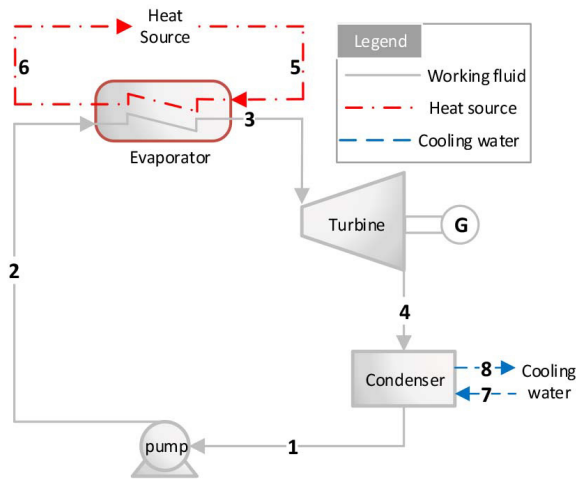 Heat
Source
6
5
3
Evaporator
Legend
Working fluid
Heat source
Cooling water
Turbine
G
2
4
Condenser
8
7
Cooling
water
pump
1